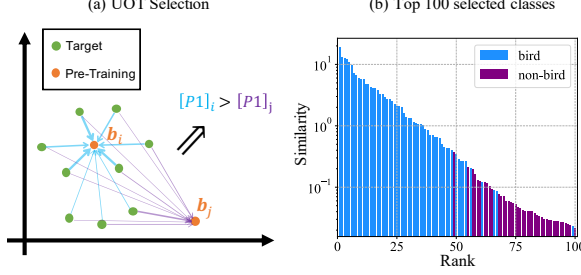 (a) UOT Selection
Target
Pre-Training
b_i
[P1]_i > [P1]_j
b_j
(b) Top 100 selected classes
bird
non-bird
Similarity
10^1
10^0
10^−1
0 25 50 75 100
Rank